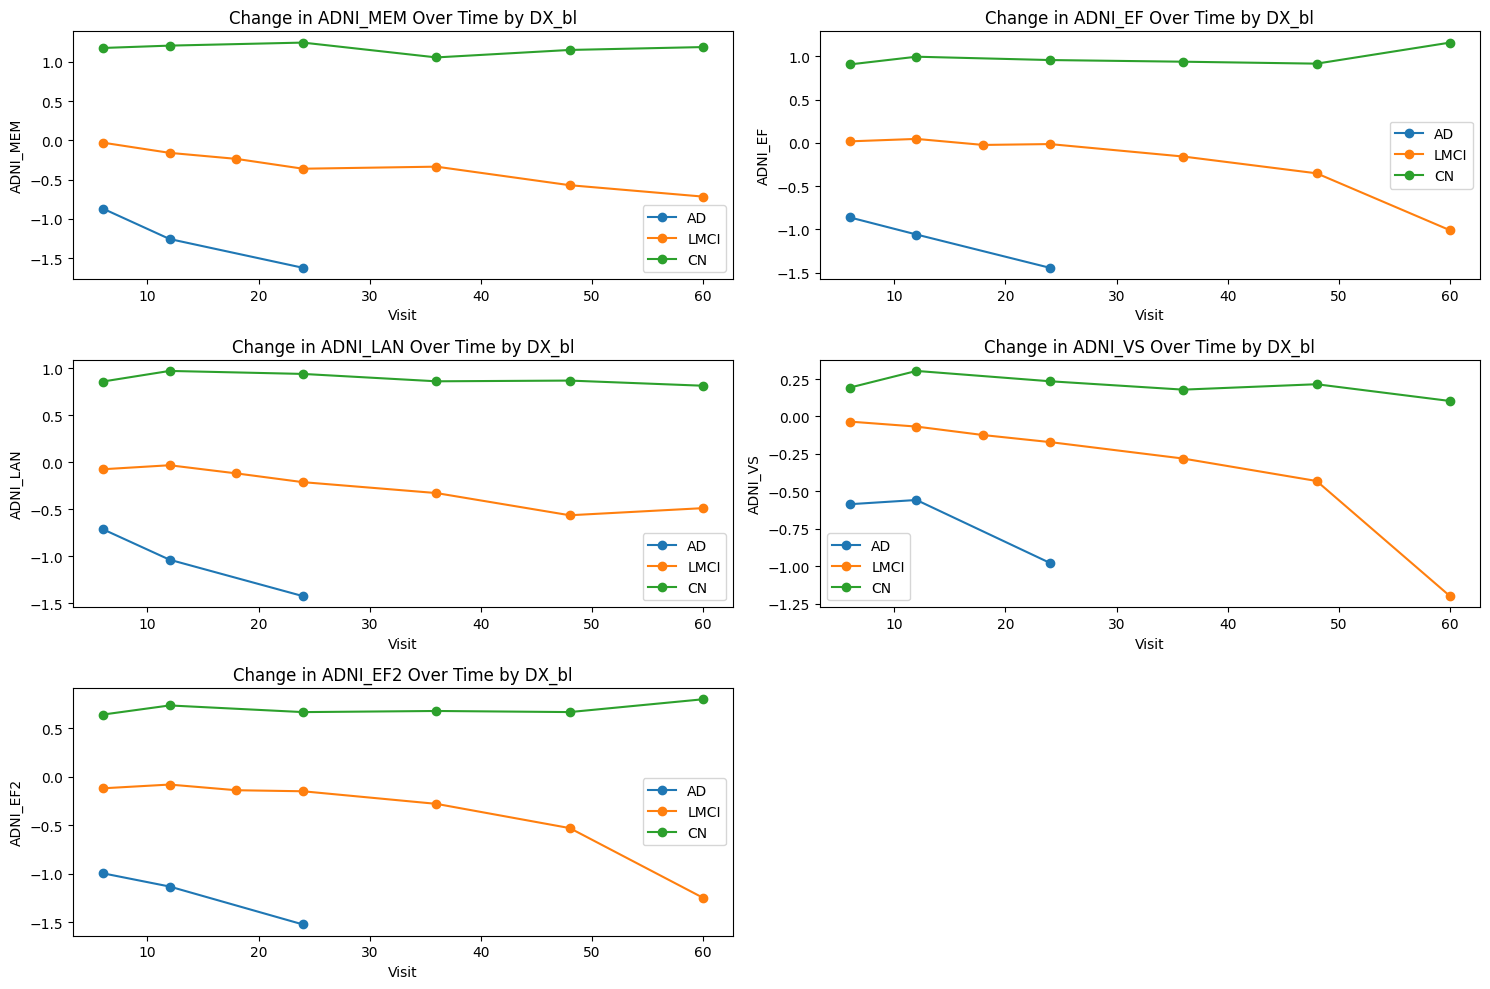 Change in ADNI_MEM Over Time by DX_bl
ADNI_MEM
1.0
0.5
0.0
−0.5
−1.0
−1.5
AD
LMCI
CN
10 20 30 40 50 60
Visit
Change in ADNI_EF Over Time by DX_bl
ADNI_EF
1.0
0.5
0.0
−0.5
−1.0
−1.5
AD
LMCI
CN
10 20 30 40 50 60
Visit
Change in ADNI_LAN Over Time by DX_bl
ADNI_LAN
1.0
0.5
0.0
−0.5
−1.0
−1.5
AD
LMCI
CN
10 20 30 40 50 60
Visit
Change in ADNI_VS Over Time by DX_bl
ADNI_VS
0.25
0.00
−0.25
−0.50
−0.75
−1.00
−1.25
AD
LMCI
CN
10 20 30 40 50 60
Visit
Change in ADNI_EF2 Over Time by DX_bl
ADNI_EF2
0.5
0.0
−0.5
−1.0
−1.5
AD
LMCI
CN
10 20 30 40 50 60
Visit